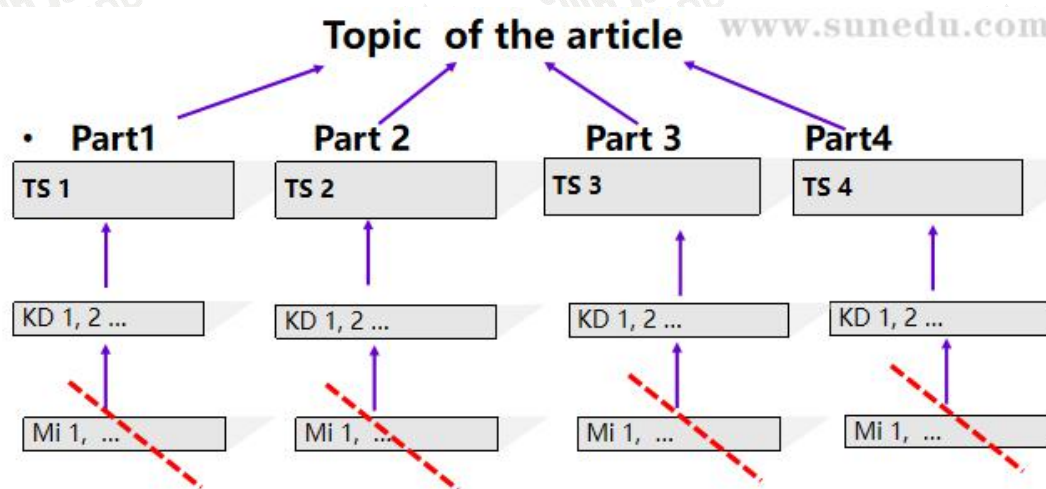 www.sunedu.com
Topic of the article
• Part1 Part 2 Part 3 Part4
TS 1 TS 2 TS 3 TS 4
KD 1, 2 ... KD 1, 2 ... KD 1, 2 ... KD 1, 2 ...
Mi 1, ... Mi 1, ... Mi 1, ... Mi 1, ...